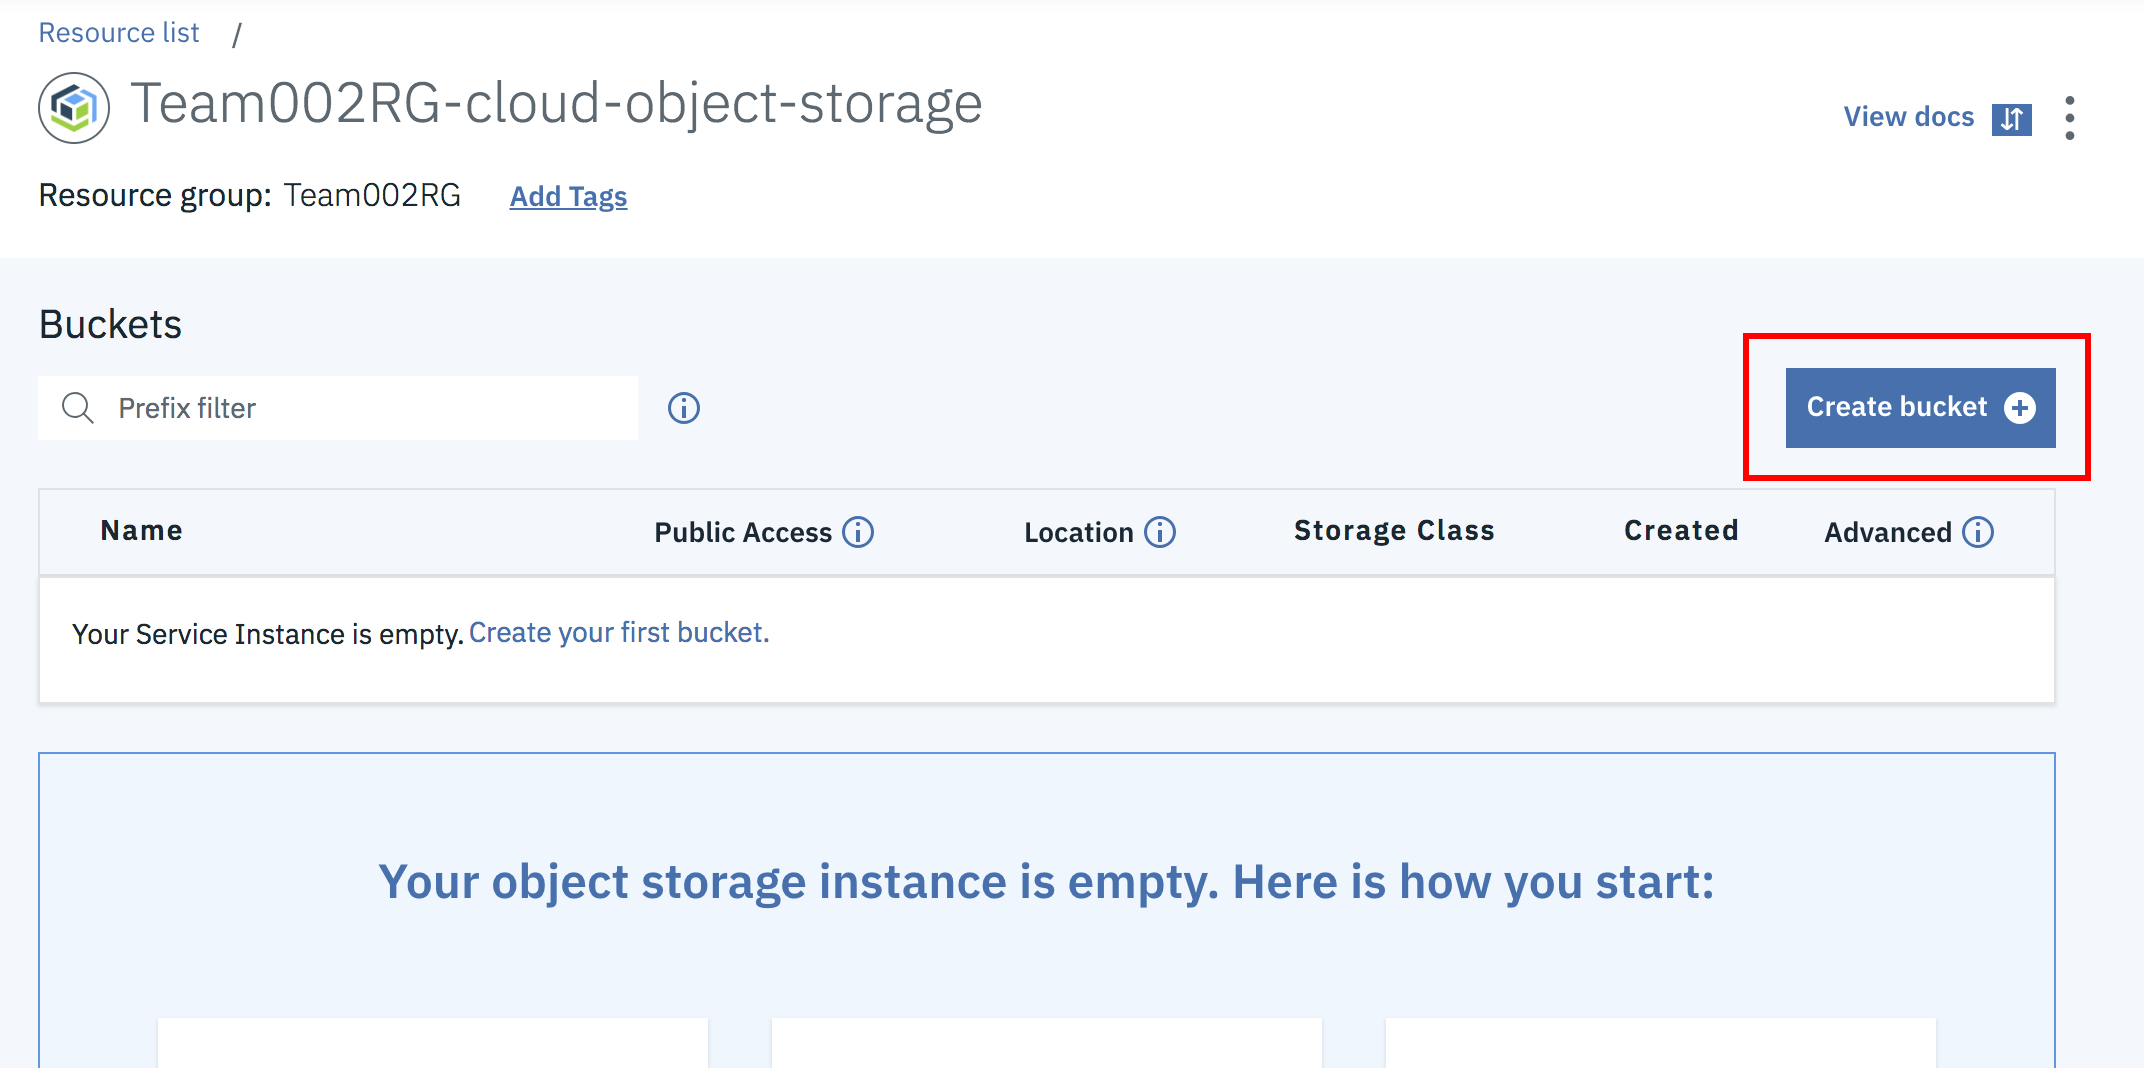 Resource list /
Team002RG-cloud-object-storage
View docs
Resource group: Team002RG Add Tags
Buckets
Prefix filter
Create bucket
Name Public Access Location Storage Class Created Advanced
Your Service Instance is empty. Create your first bucket.
Your object storage instance is empty. Here is how you start: